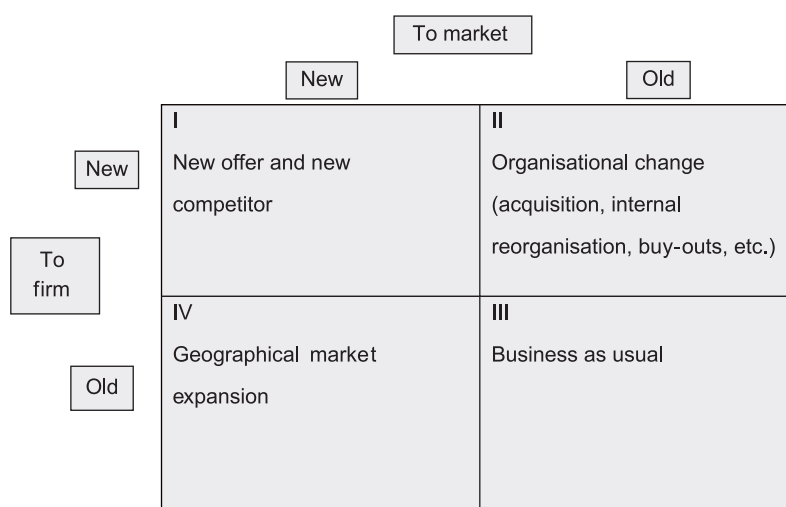 To market
New
Old
New
I
New offer and new
competitor
II
Organisational change
(acquisition, internal
reorganisation, buy-outs, etc.)
To
firm
Old
IV
Geographical market
expansion
III
Business as usual